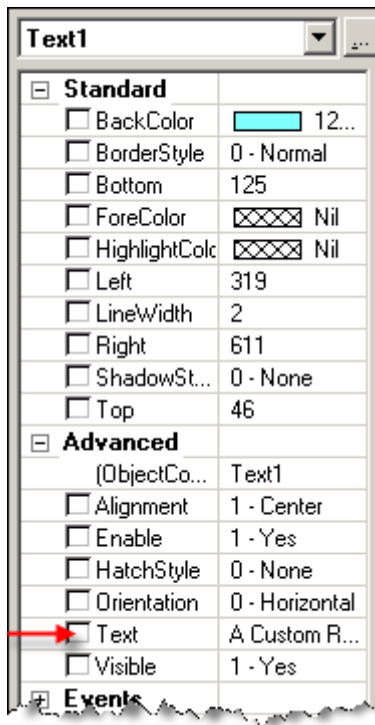 Text1 ...
Standard
BackColor 12...
BorderStyle 0 - Normal
Bottom 125
ForeColor Nil
HighlightColc Nil
Left 319
LineWidth 2
Right 611
ShadowSt... 0 - None
Top 46
Advanced
(ObjectCo... Text1
Alignment 1 - Center
Enable 1 - Yes
HatchStyle 0 - None
Orientation 0 - Horizontal
Text A Custom R...
Visible 1 - Yes
Events